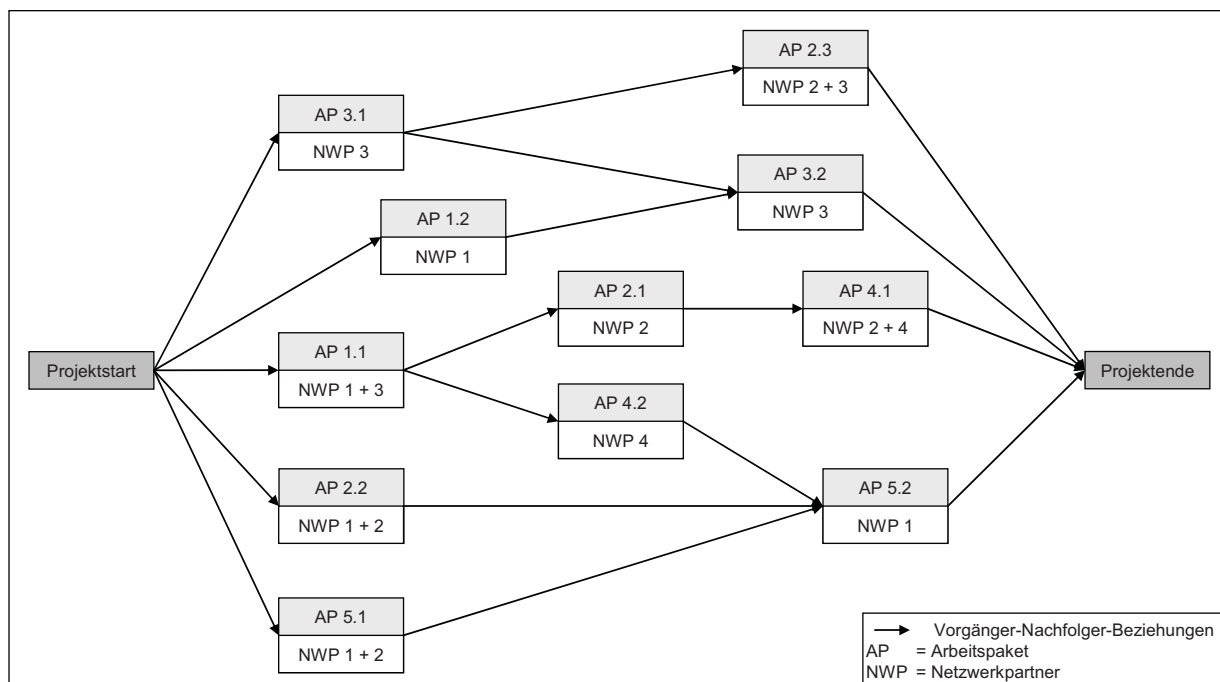 AP 2.3
NWP 2 + 3
AP 3.1
NWP 3
AP 3.2
NWP 3
AP 1.2
NWP 1
AP 2.1
NWP 2
AP 4.1
NWP 2 + 4
Projektstart
AP 1.1
NWP 1 + 3
Projektende
AP 4.2
NWP 4
AP 2.2
NWP 1 + 2
AP 5.2
NWP 1
AP 5.1
NWP 1 + 2
Vorgänger-Nachfolger-Beziehungen
AP = Arbeitspaket
NWP = Netzwerkpartner